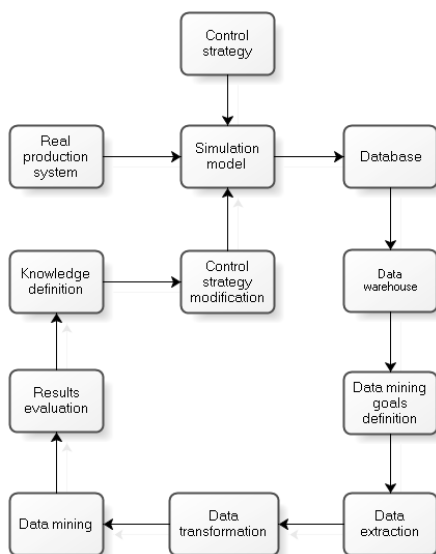 Control
strategy
Real
production
system
Simulation
model
Database
Knowledge
definition
Control
strategy
modification
Data
warehouse
Results
evaluation
Data mining
goals
definition
Data mining
Data
transformation
Data
extraction